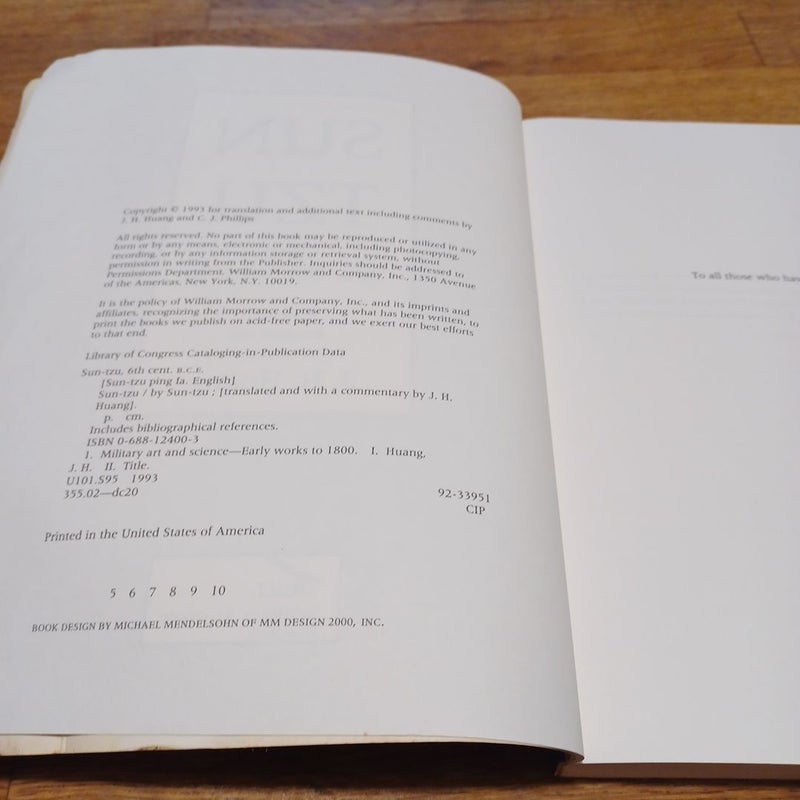 Copyright © 1993 for translation and additional text including comments by
J. H. Huang and C. J. Phillips
All rights reserved. No part of this book may be reproduced or utilized in any
form or by any means, electronic or mechanical, including photocopying,
recording, or by any information storage or retrieval system, without
permission in writing from the Publisher. Inquiries should be addressed to
Permissions Department, William Morrow and Company, Inc., 1350 Avenue
of the Americas, New York, N.Y. 10019.
It is the policy of William Morrow and Company, Inc., and its imprints and
affiliates, recognizing the importance of preserving what has been written, to
print the books we publish on acid-free paper, and we exert our best efforts
to that end.
Library of Congress Cataloging-in-Publication Data
Sun-tzu, 6th cent. B.C.E.
[Sun-tzu ping fa. English]
Sun-tzu / by Sun-tzu ; [translated and with a commentary by J. H.
Huang].
p. cm.
Includes bibliographical references.
ISBN 0-688-12400-3
1. Military art and science—Early works to 1800. I. Huang,
J. H. II. Title.
U101.S95 1993
355.02—dc20 92-33951
CIP
Printed in the United States of America
5 6 7 8 9 10
BOOK DESIGN BY MICHAEL MENDELSOHN OF MM DESIGN 2000, INC.
To all those who hav
SUN
TZU